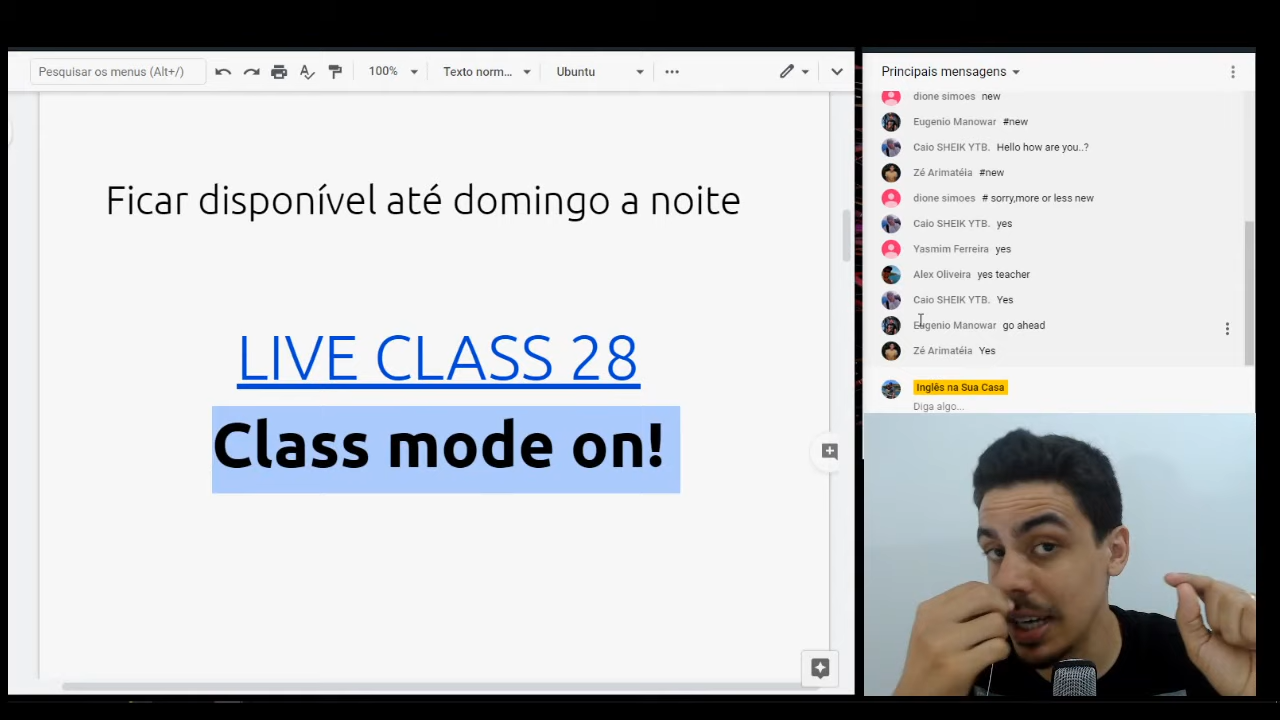 Pesquisar os menus (Alt+/)
100%
Texto norm...
Ubuntu
Ficar disponível até domingo a noite
LIVE CLASS 28
Class mode on!
Principais mensagens
dione simoes new
Eugenio Manowar #new
Caio SHEIK YTB. Hello how are you..?
Zé Arimatéia #new
dione simoes # sorry,more or less new
Caio SHEIK YTB. yes
Yasmim Ferreira yes
Alex Oliveira yes teacher
Caio SHEIK YTB. Yes
Eugenio Manowar go ahead
Zé Arimatéia Yes
Inglês na Sua Casa
Diga algo...